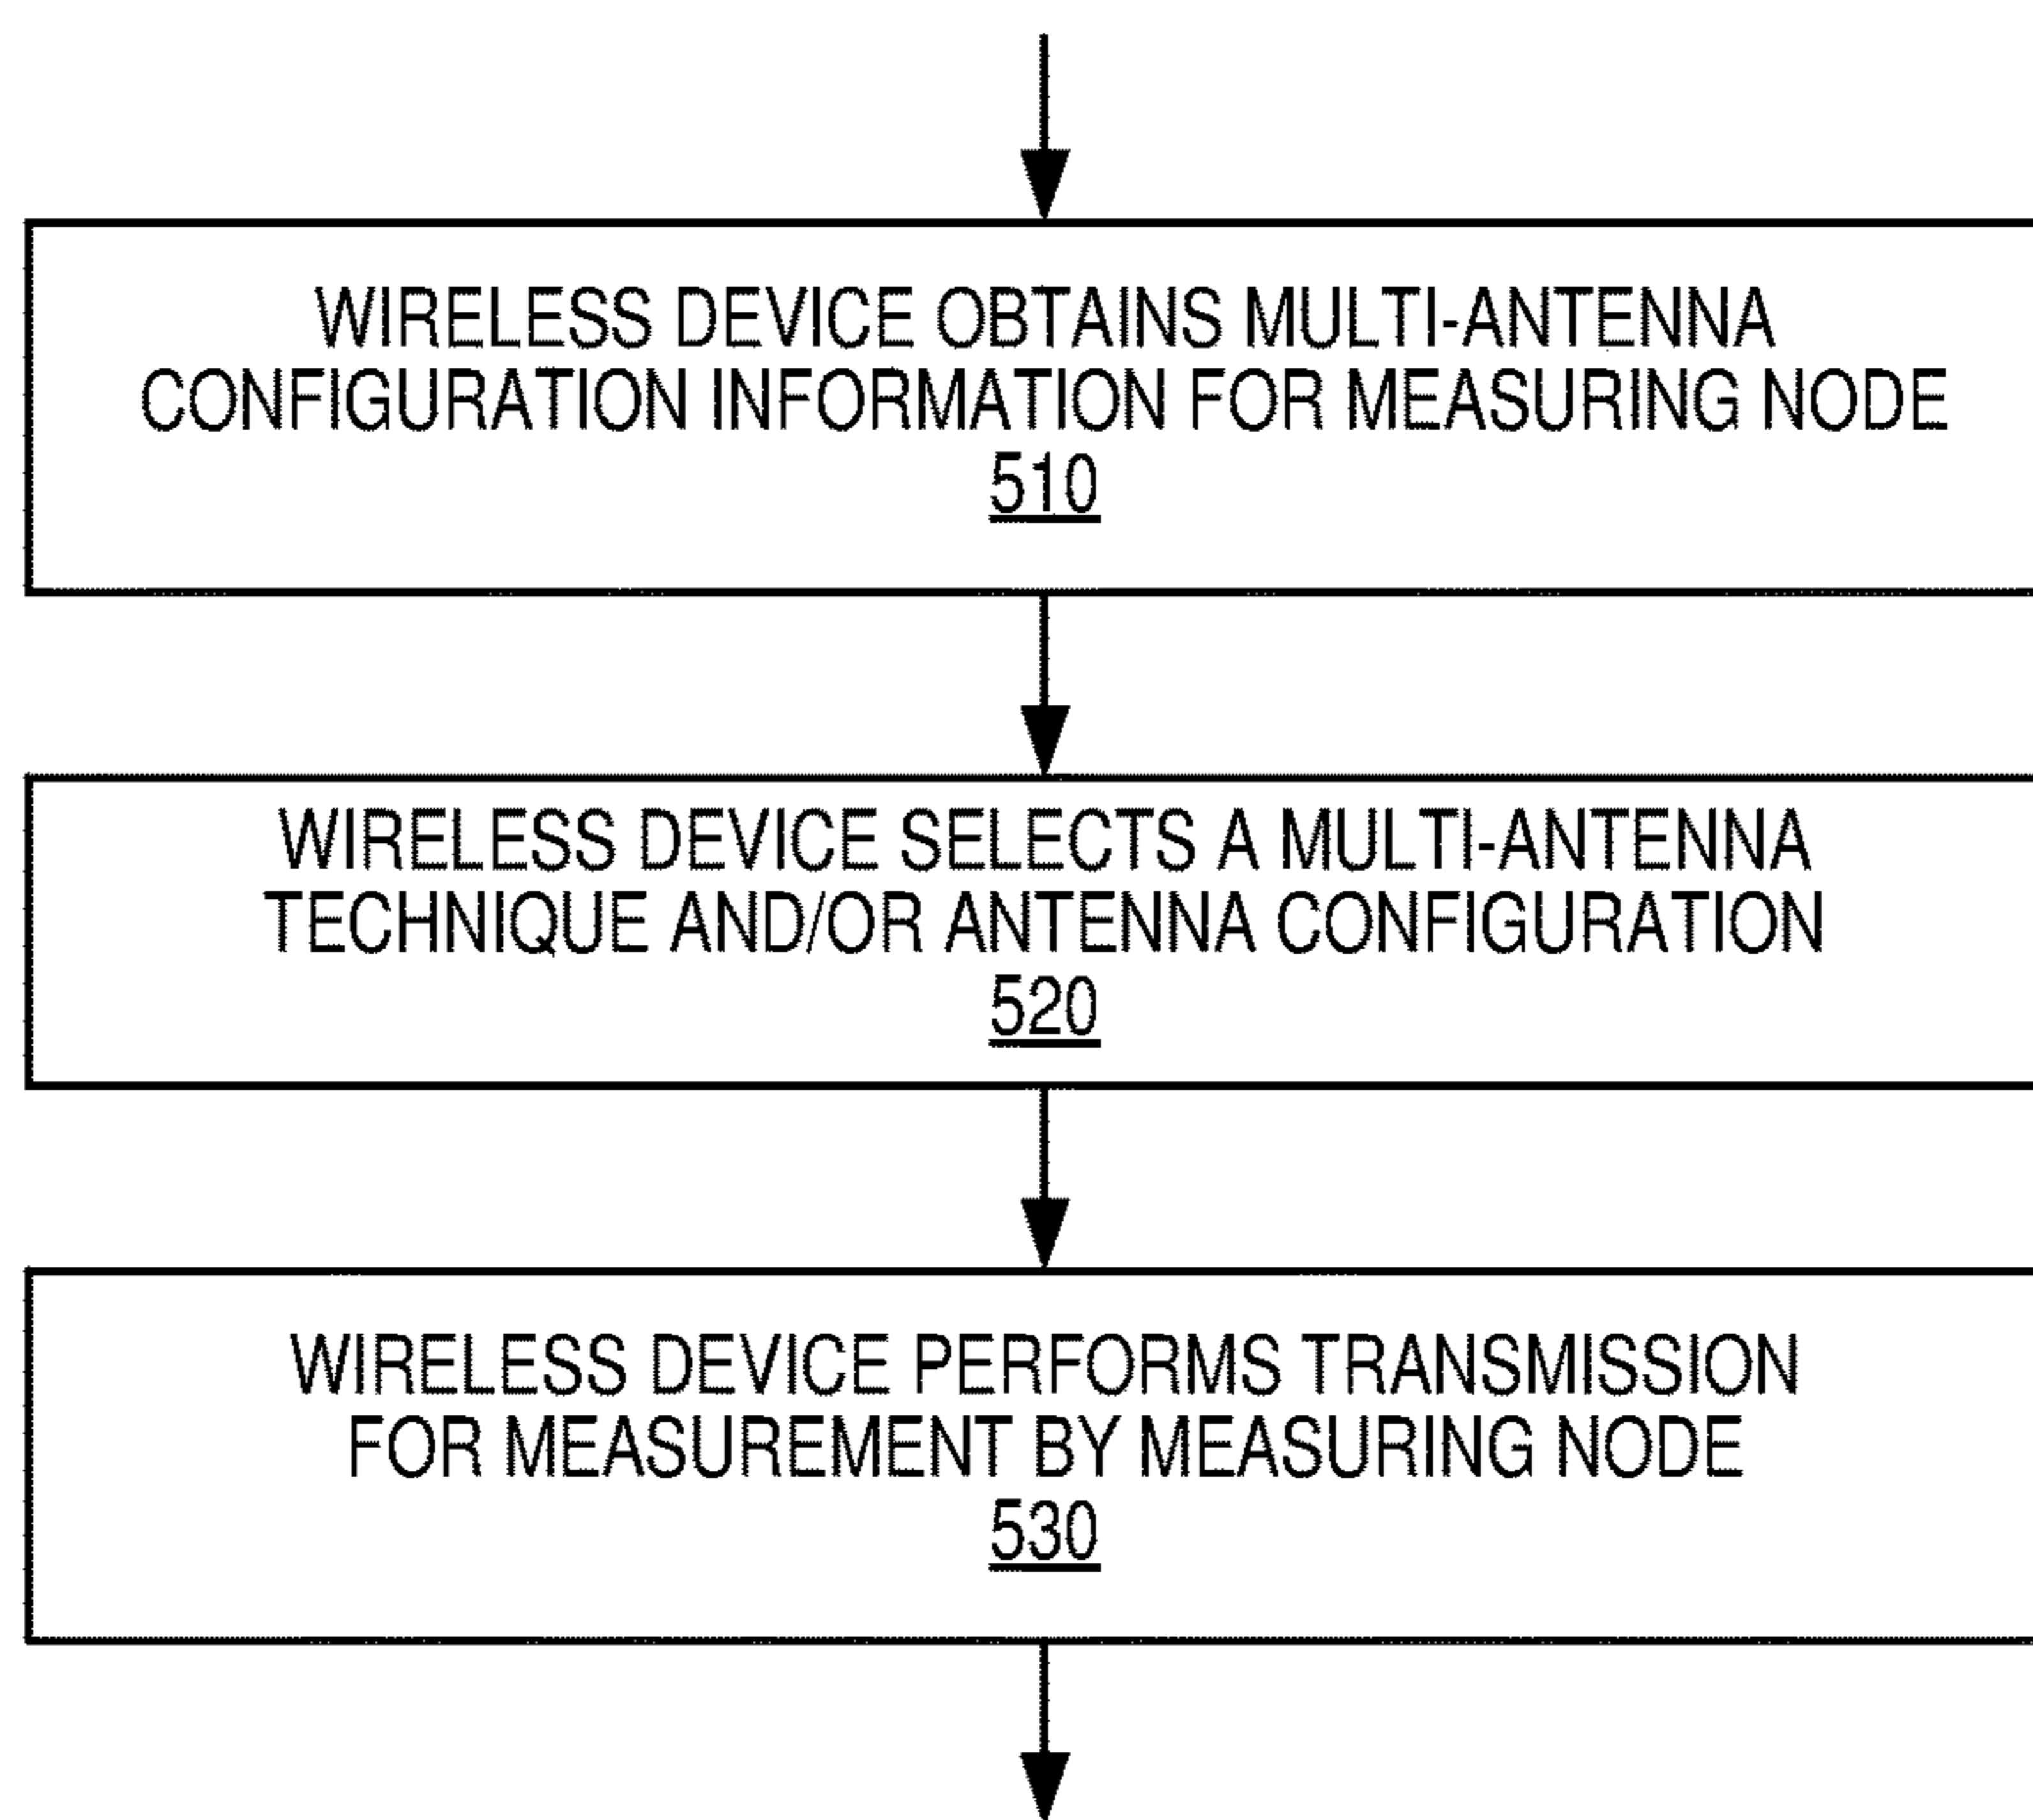 WIRELESS DEVICE OBTAINS MULTI-ANTENNA
CONFIGURATION INFORMATION FOR MEASURING NODE
510
WIRELESS DEVICE SELECTS A MULTI-ANTENNA
TECHNIQUE AND/OR ANTENNA CONFIGURATION
520
WIRELESS DEVICE PERFORMS TRANSMISSION
FOR MEASUREMENT BY MEASURING NODE
530